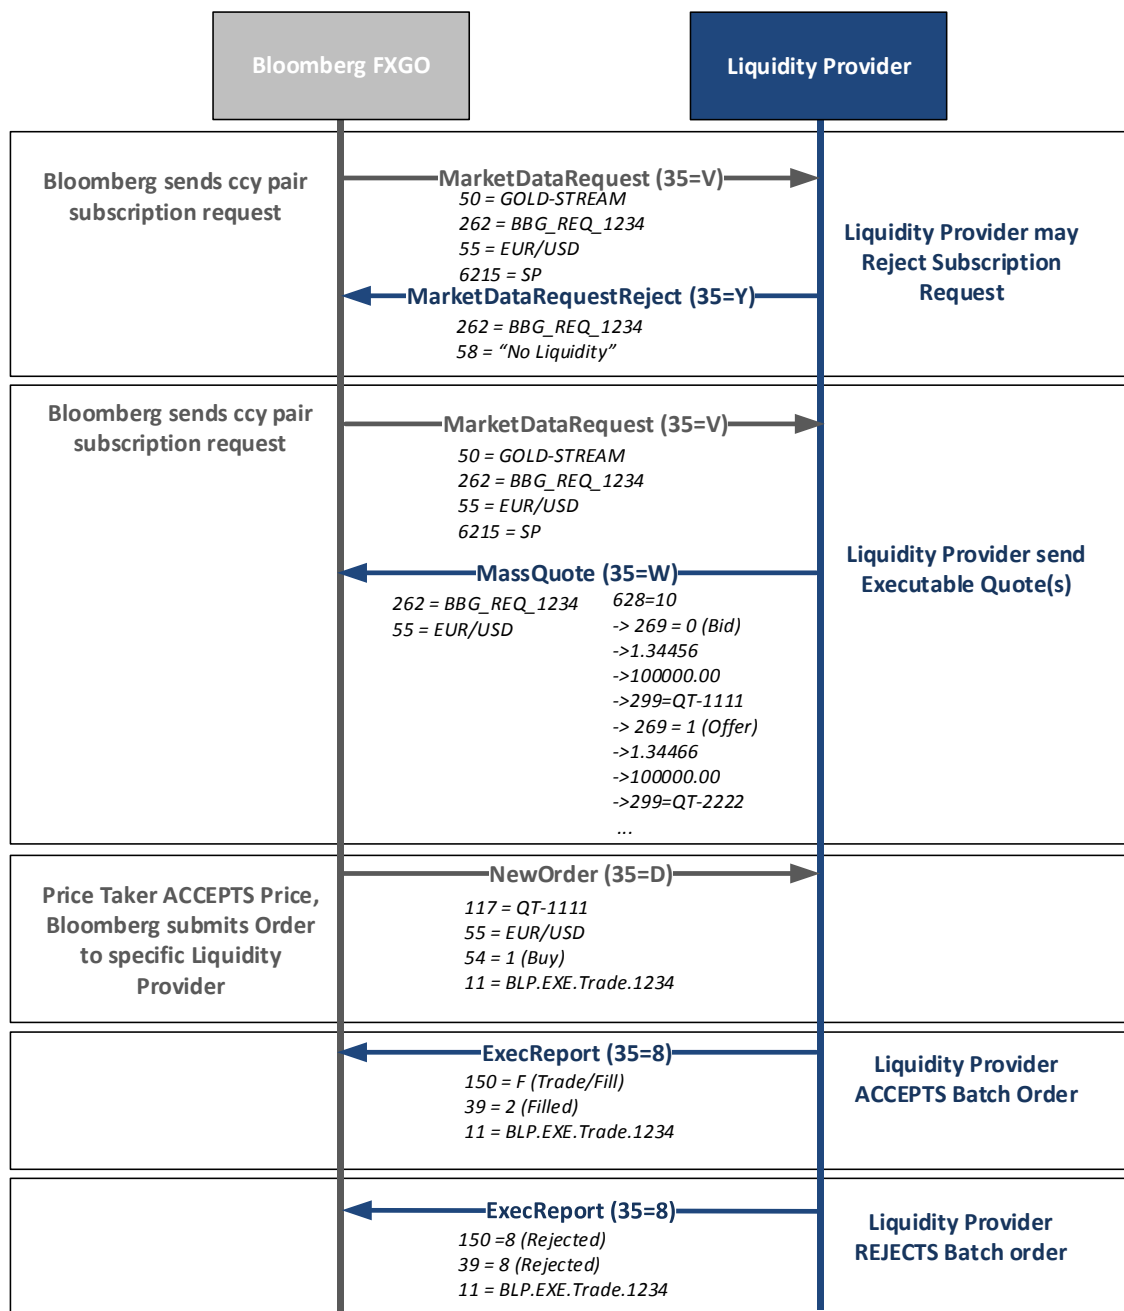 Bloomberg FXGO
Liquidity Provider
Bloomberg sends ccy pair
subscription request
MarketDataRequest (35=V)
50 = GOLD-STREAM
262 = BBG_REQ_1234
55 = EUR/USD
6215 = SP
MarketDataRequestReject (35=Y)
262 = BBG_REQ_1234
58 = “No Liquidity”
Liquidity Provider may
Reject Subscription
Request
Bloomberg sends ccy pair
subscription request
MarketDataRequest (35=V)
50 = GOLD-STREAM
262 = BBG_REQ_1234
55 = EUR/USD
6215 = SP
MassQuote (35=W)
262 = BBG_REQ_1234
55 = EUR/USD
628=10
-> 269 = 0 (Bid)
->1.34456
->100000.00
->299=QT-1111
-> 269 = 1 (Offer)
->1.34466
->100000.00
->299=QT-2222
...
Liquidity Provider send
Executable Quote(s)
Price Taker ACCEPTS Price,
Bloomberg submits Order
to specific Liquidity
Provider
NewOrder (35=D)
117 = QT-1111
55 = EUR/USD
54 = 1 (Buy)
11 = BLP.EXE.Trade.1234
ExecReport (35=8)
150 = F (Trade/Fill)
39 = 2 (Filled)
11 = BLP.EXE.Trade.1234
Liquidity Provider
ACCEPTS Batch Order
ExecReport (35=8)
150 =8 (Rejected)
39 = 8 (Rejected)
11 = BLP.EXE.Trade.1234
Liquidity Provider
REJECTS Batch order